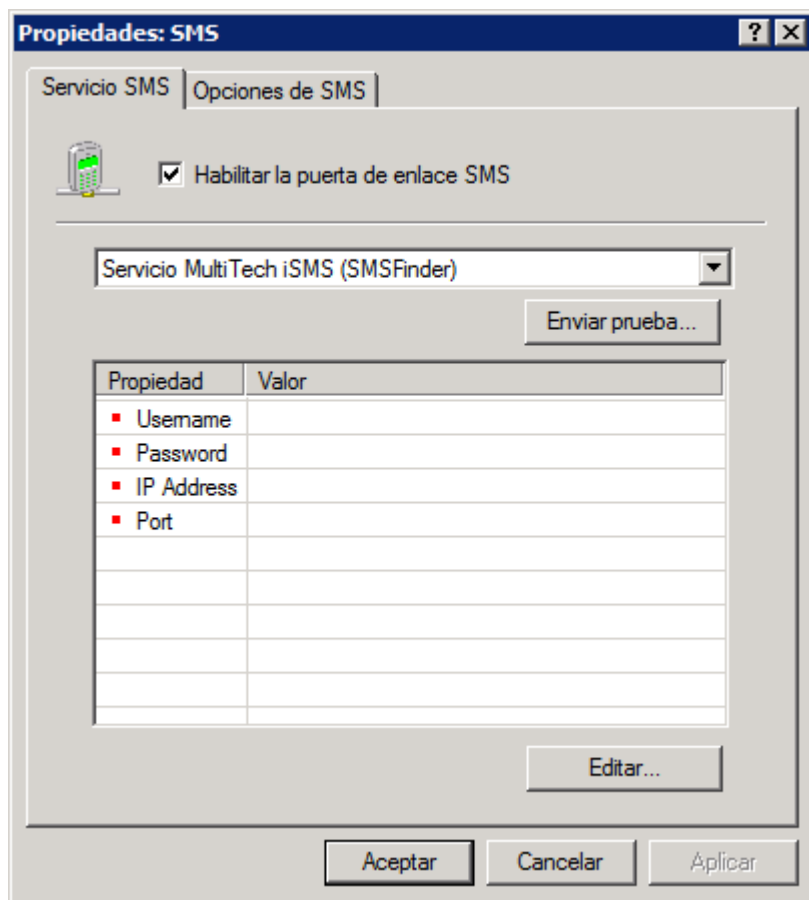 Propiedades: SMS
Servicio SMS Opciones de SMS
Habilitar la puerta de enlace SMS
Servicio MultiTech iSMS (SMSFinder)
Enviar prueba...
Propiedad Valor
Username
Password
IP Address
Port
Editar...
Aceptar Cancelar Aplicar